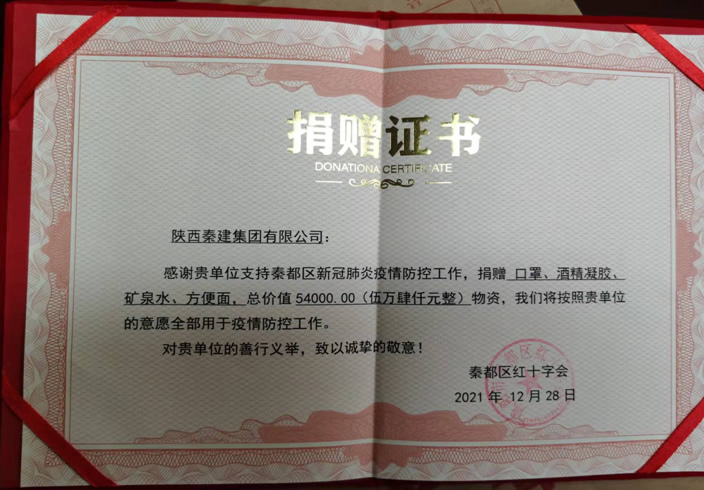 捐赠证书
DONATIONA CERTIFICATE
陕西秦建集团有限公司：
感谢贵单位支持秦都区新冠肺炎疫情防控工作，捐赠 口罩、酒精凝胶、
矿泉水、方便面，总价值 54000.00（伍万肆仟元整）物资，我们将按照贵单位
的意愿全部用于疫情防控工作。
对贵单位的善行义举，致以诚挚的敬意！
秦都区红十字会
2021 年 12 月 28 日